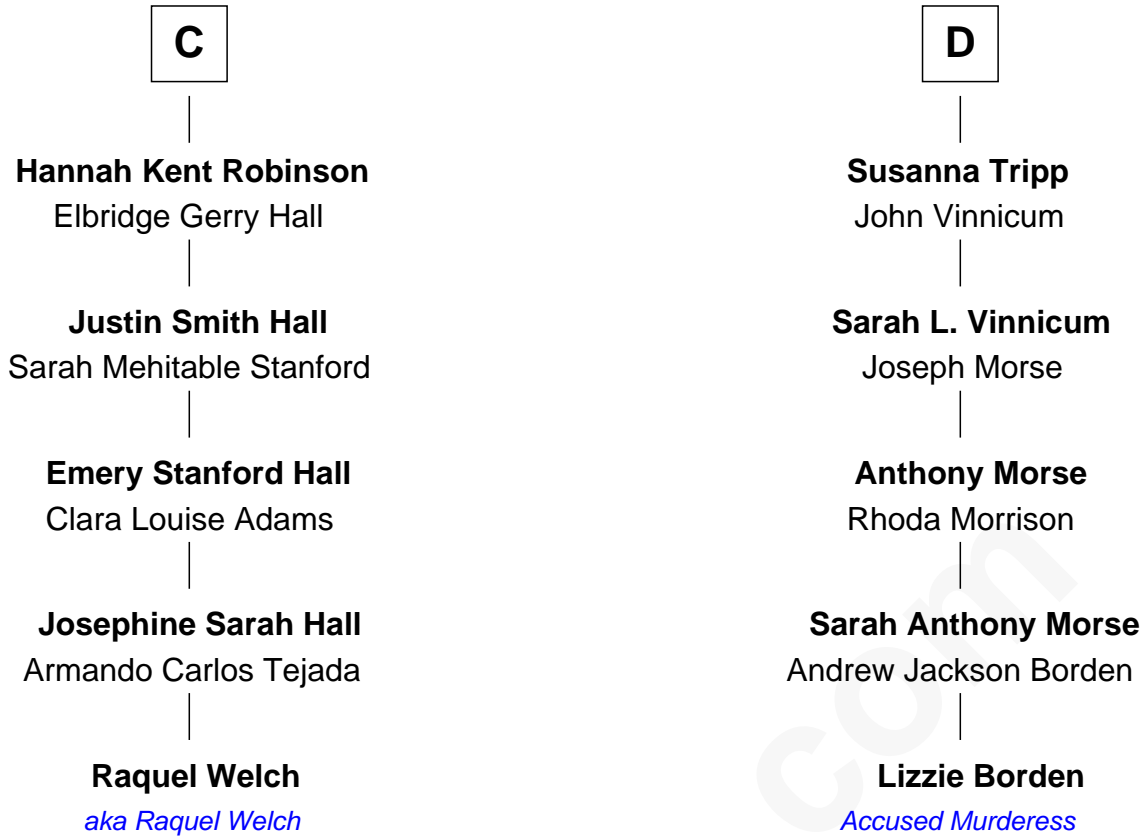 C
Hannah Kent Robinson
Elbridge Gerry Hall
Justin Smith Hall
Sarah Mehitable Stanford
Emery Stanford Hall
Clara Louise Adams
Josephine Sarah Hall
Armando Carlos Tejada
Raquel Welch
aka Raquel Welch
D
Susanna Tripp
John Vinnicum
Sarah L. Vinnicum
Joseph Morse
Anthony Morse
Rhoda Morrison
Sarah Anthony Morse
Andrew Jackson Borden
Lizzie Borden
Accused Murderess
com